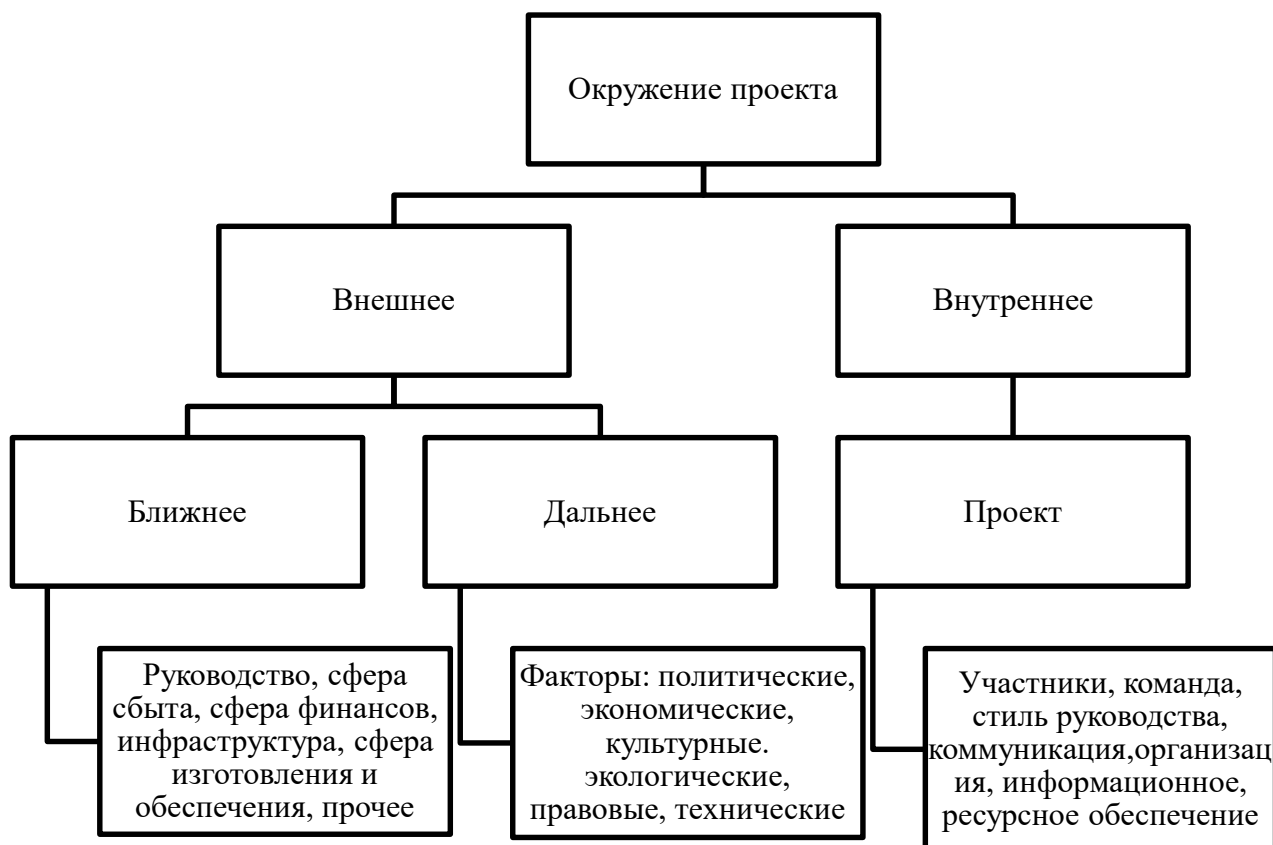 Окружение проекта
Внешнее
Внутреннее
Ближнее
Дальнее
Проект
Руководство, сфера
сбыта, сфера финансов,
инфраструктура, сфера
изготовления и
обеспечения, прочее
Факторы: политические,
экономические,
культурные.
экологические,
правовые, технические
Участники, команда,
стиль руководства,
коммуникация,организац
ия, информационное,
ресурсное обеспечение